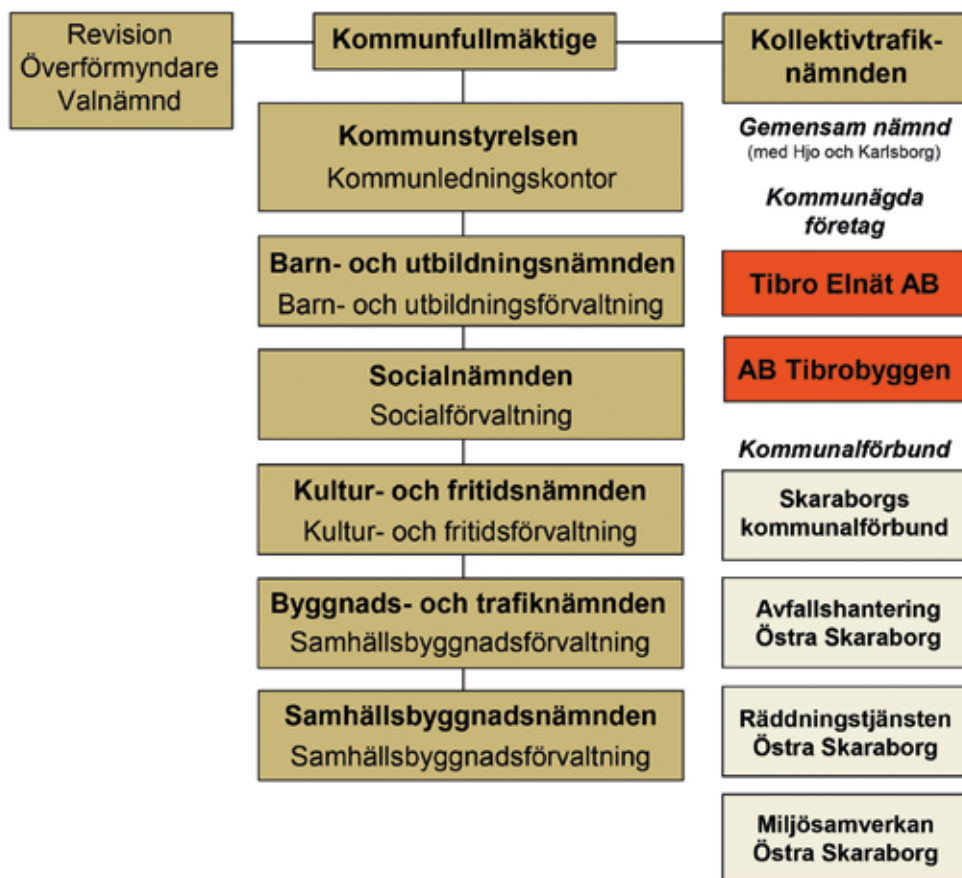 Revision
Överförmyndare
Valnämnd
Kommunfullmäktige
Kollektivtrafik-
nämnden
Gemensam nämnd
(med Hjo och Karlsborg)
Kommunstyrelsen
Kommunledningskontor
Barn- och utbildningsnämnden
Barn- och utbildningsförvaltning
Socialnämnden
Socialförvaltning
Kultur- och fritidsnämnden
Kultur- och fritidsförvaltning
Byggnads- och trafiknämnden
Samhällsbyggnadsförvaltning
Samhällsbyggnadsnämnden
Samhällsbyggnadsförvaltning
Kommunägda
företag
Tibro Elnät AB
AB Tibrobyggen
Kommunalförbund
Skaraborgs
kommunalförbund
Avfallshantering
Östra Skaraborg
Räddningstjänsten
Östra Skaraborg
Miljösamverkan
Östra Skaraborg